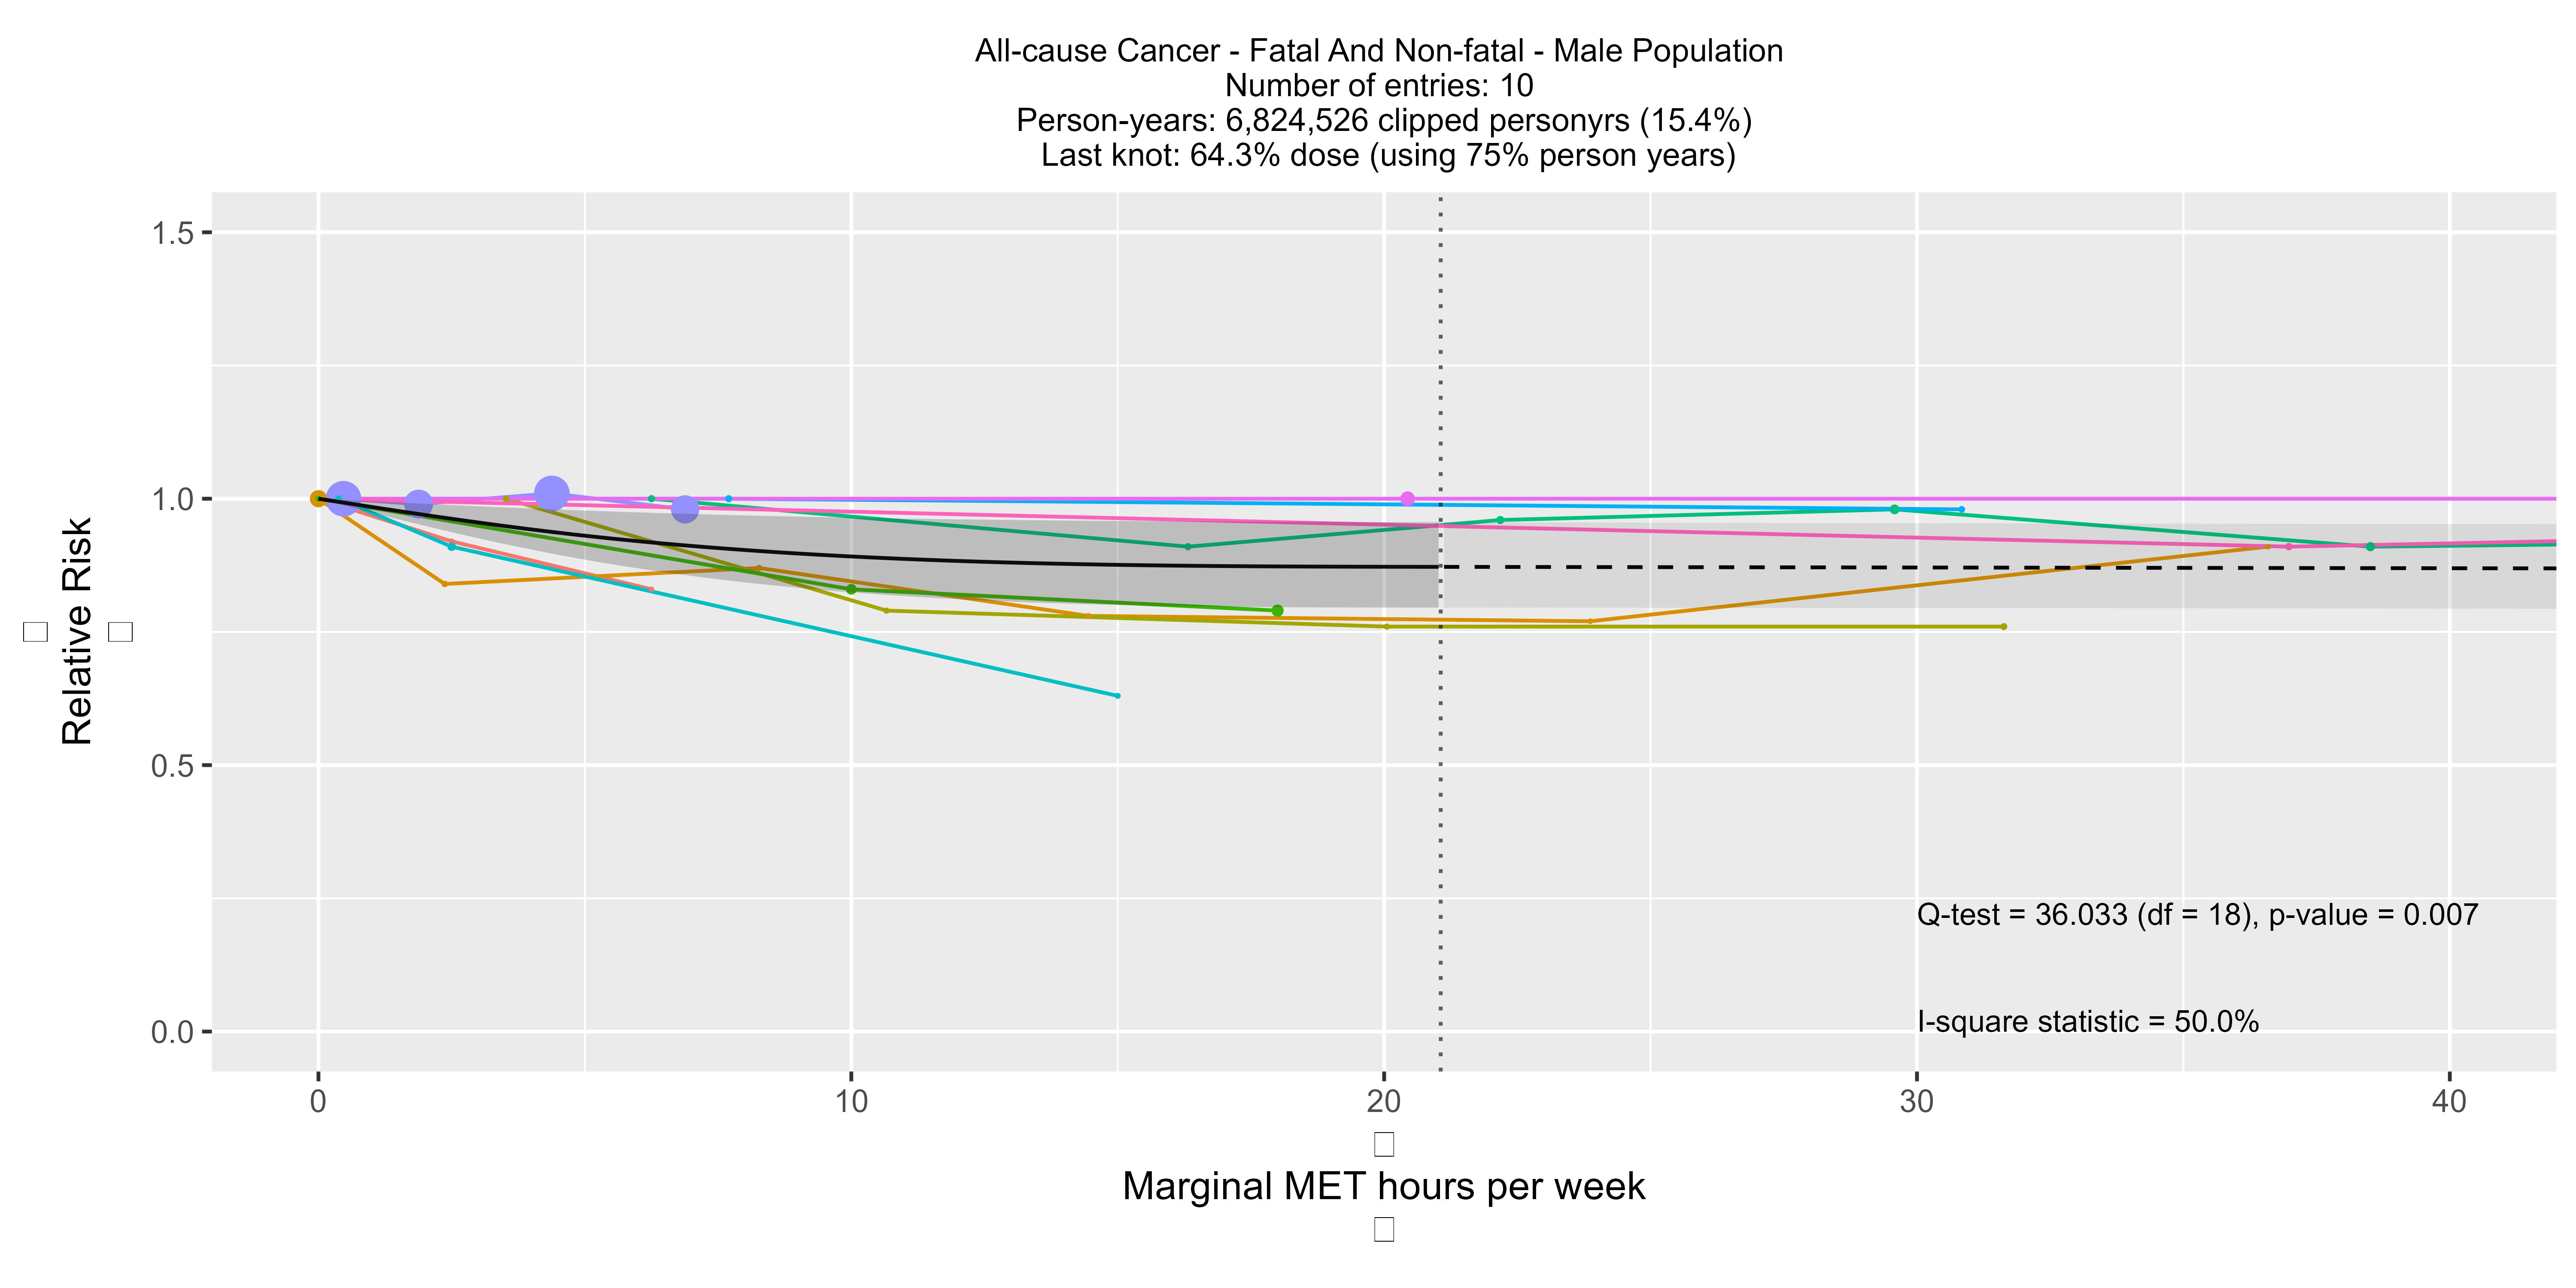 All-cause Cancer - Fatal And Non-fatal - Male Population
Number of entries: 10
Person-years: 6,824,526 clipped personyrs (15.4%)
Last knot: 64.3% dose (using 75% person years)
1.5
1.0
0.5
0.0
Relative Risk
Q-test = 36.033 (df = 18), p-value = 0.007
I-square statistic = 50.0%
0 10 20 30 40
Marginal MET hours per week